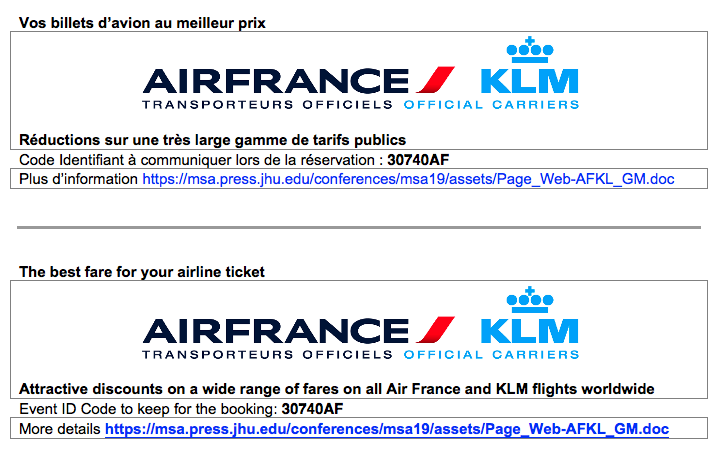 Vos billets d’avion au meilleur prix
AIRFRANCE KLM
TRANSPORTEURS OFFICIELS OFFICIAL CARRIERS
Réductions sur une très large gamme de tarifs publics
Code Identifiant à communiquer lors de la réservation : 30740AF
Plus d’information https://msa.press.jhu.edu/conferences/msa19/assets/Page_Web-AFKL_GM.doc
The best fare for your airline ticket
AIRFRANCE KLM
TRANSPORTEURS OFFICIELS OFFICIAL CARRIERS
Attractive discounts on a wide range of fares on all Air France and KLM flights worldwide
Event ID Code to keep for the booking: 30740AF
More details https://msa.press.jhu.edu/conferences/msa19/assets/Page_Web-AFKL_GM.doc